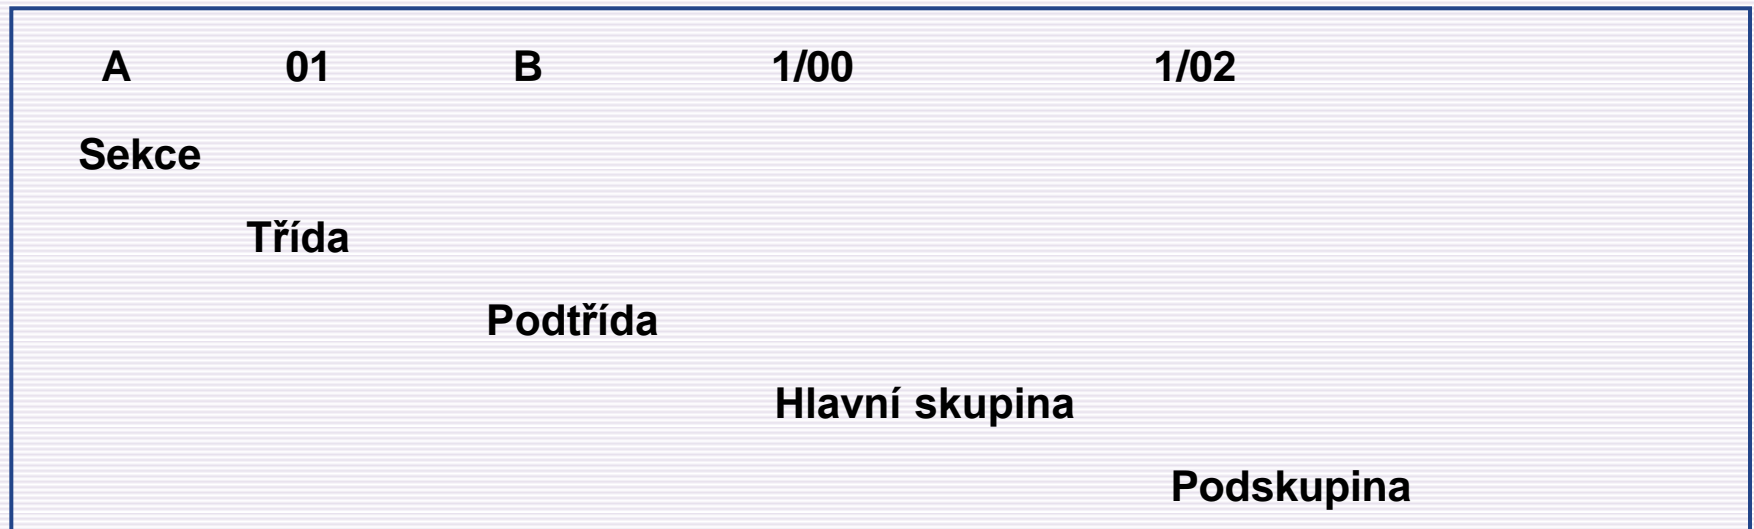 A 01 B 1/00 1/02
Sekce
Třída
Podtřída
Hlavní skupina
Podskupina